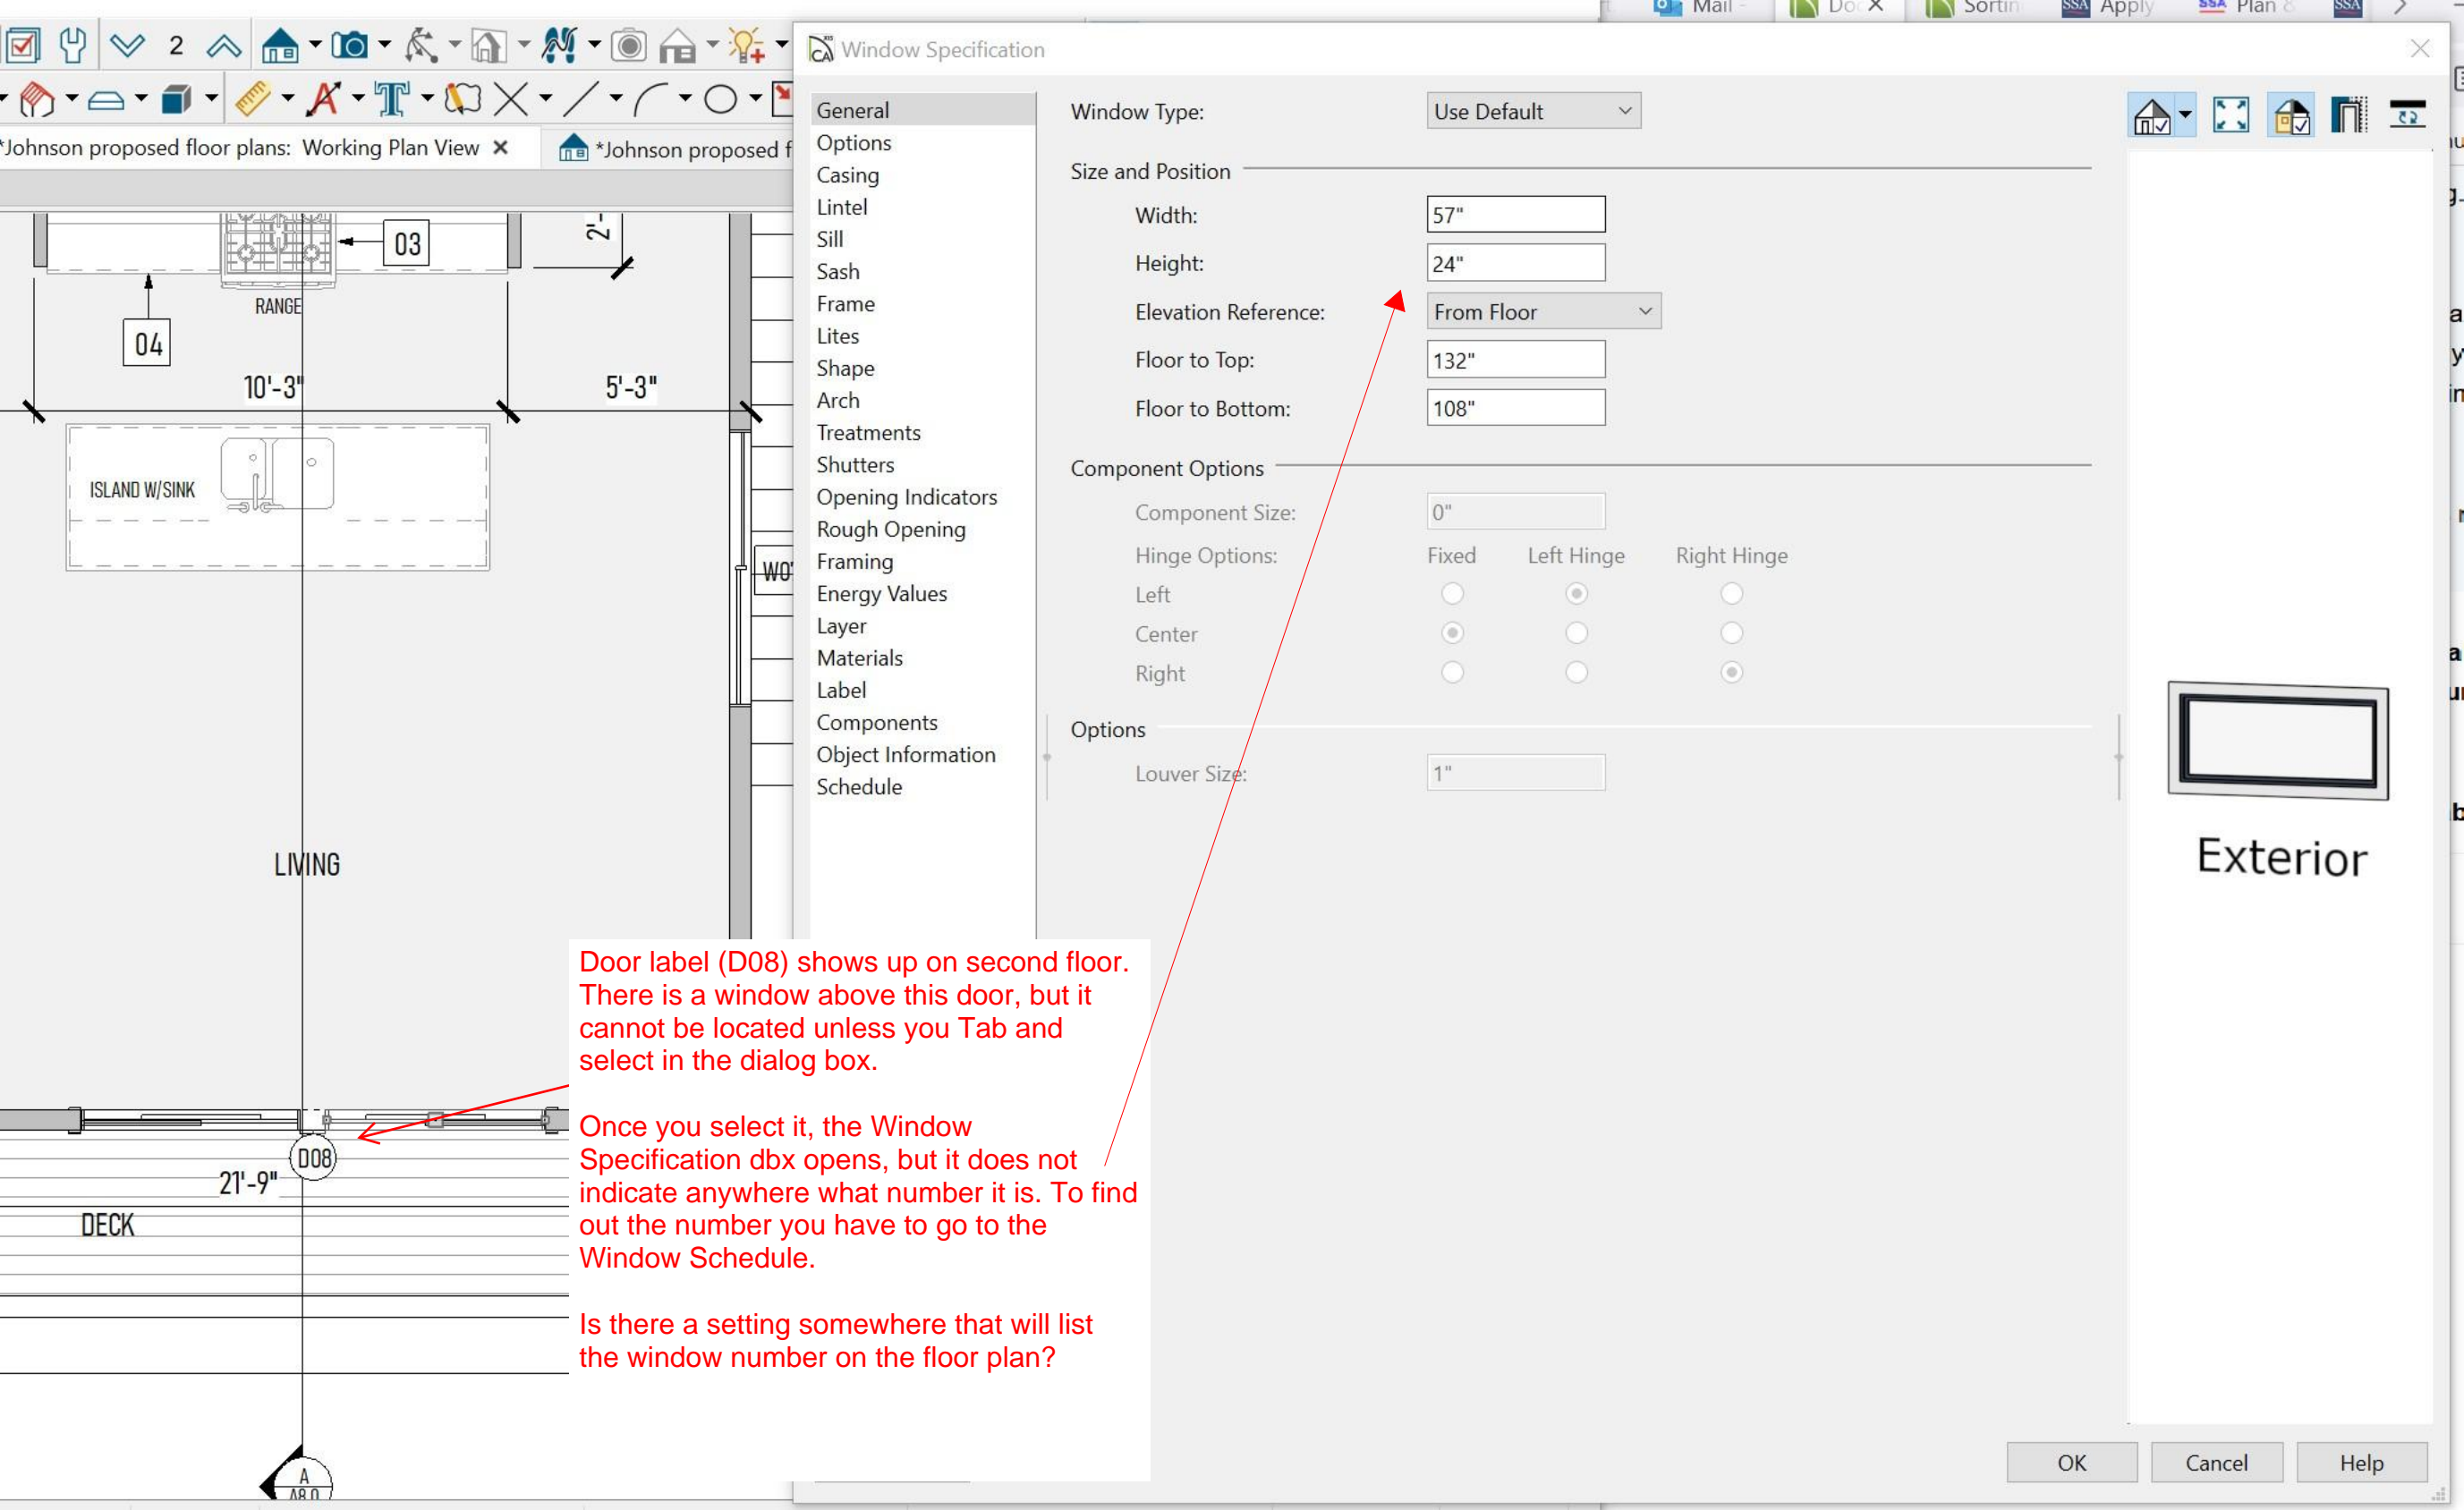 Mail -
Doc
Sortin
SSA Apply
SSA Plan &
SSA
2
Window Specification
*Johnson proposed floor plans: Working Plan View
*Johnson proposed f
General
Options
Casing
Lintel
Sill
Sash
Frame
Lites
Shape
Arch
Treatments
Shutters
Opening Indicators
Rough Opening
Framing
Energy Values
Layer
Materials
Label
Components
Object Information
Schedule
Window Type: Use Default
Size and Position
Width: 57"
Height: 24"
Elevation Reference: From Floor
Floor to Top: 132"
Floor to Bottom: 108"
Component Options
Component Size: 0"
Hinge Options: Fixed Left Hinge Right Hinge
Left
Center
Right
Options
Louver Size: 1"
Exterior
OK Cancel Help
03
2'-
RANGE
04
10'-3"
5'-3"
ISLAND W/SINK
LIVING
D08
21'-9"
DECK
A
A8.0
Door label (D08) shows up on second floor.
There is a window above this door, but it
cannot be located unless you Tab and
select in the dialog box.
Once you select it, the Window
Specification dbx opens, but it does not
indicate anywhere what number it is. To find
out the number you have to go to the
Window Schedule.
Is there a setting somewhere that will list
the window number on the floor plan?